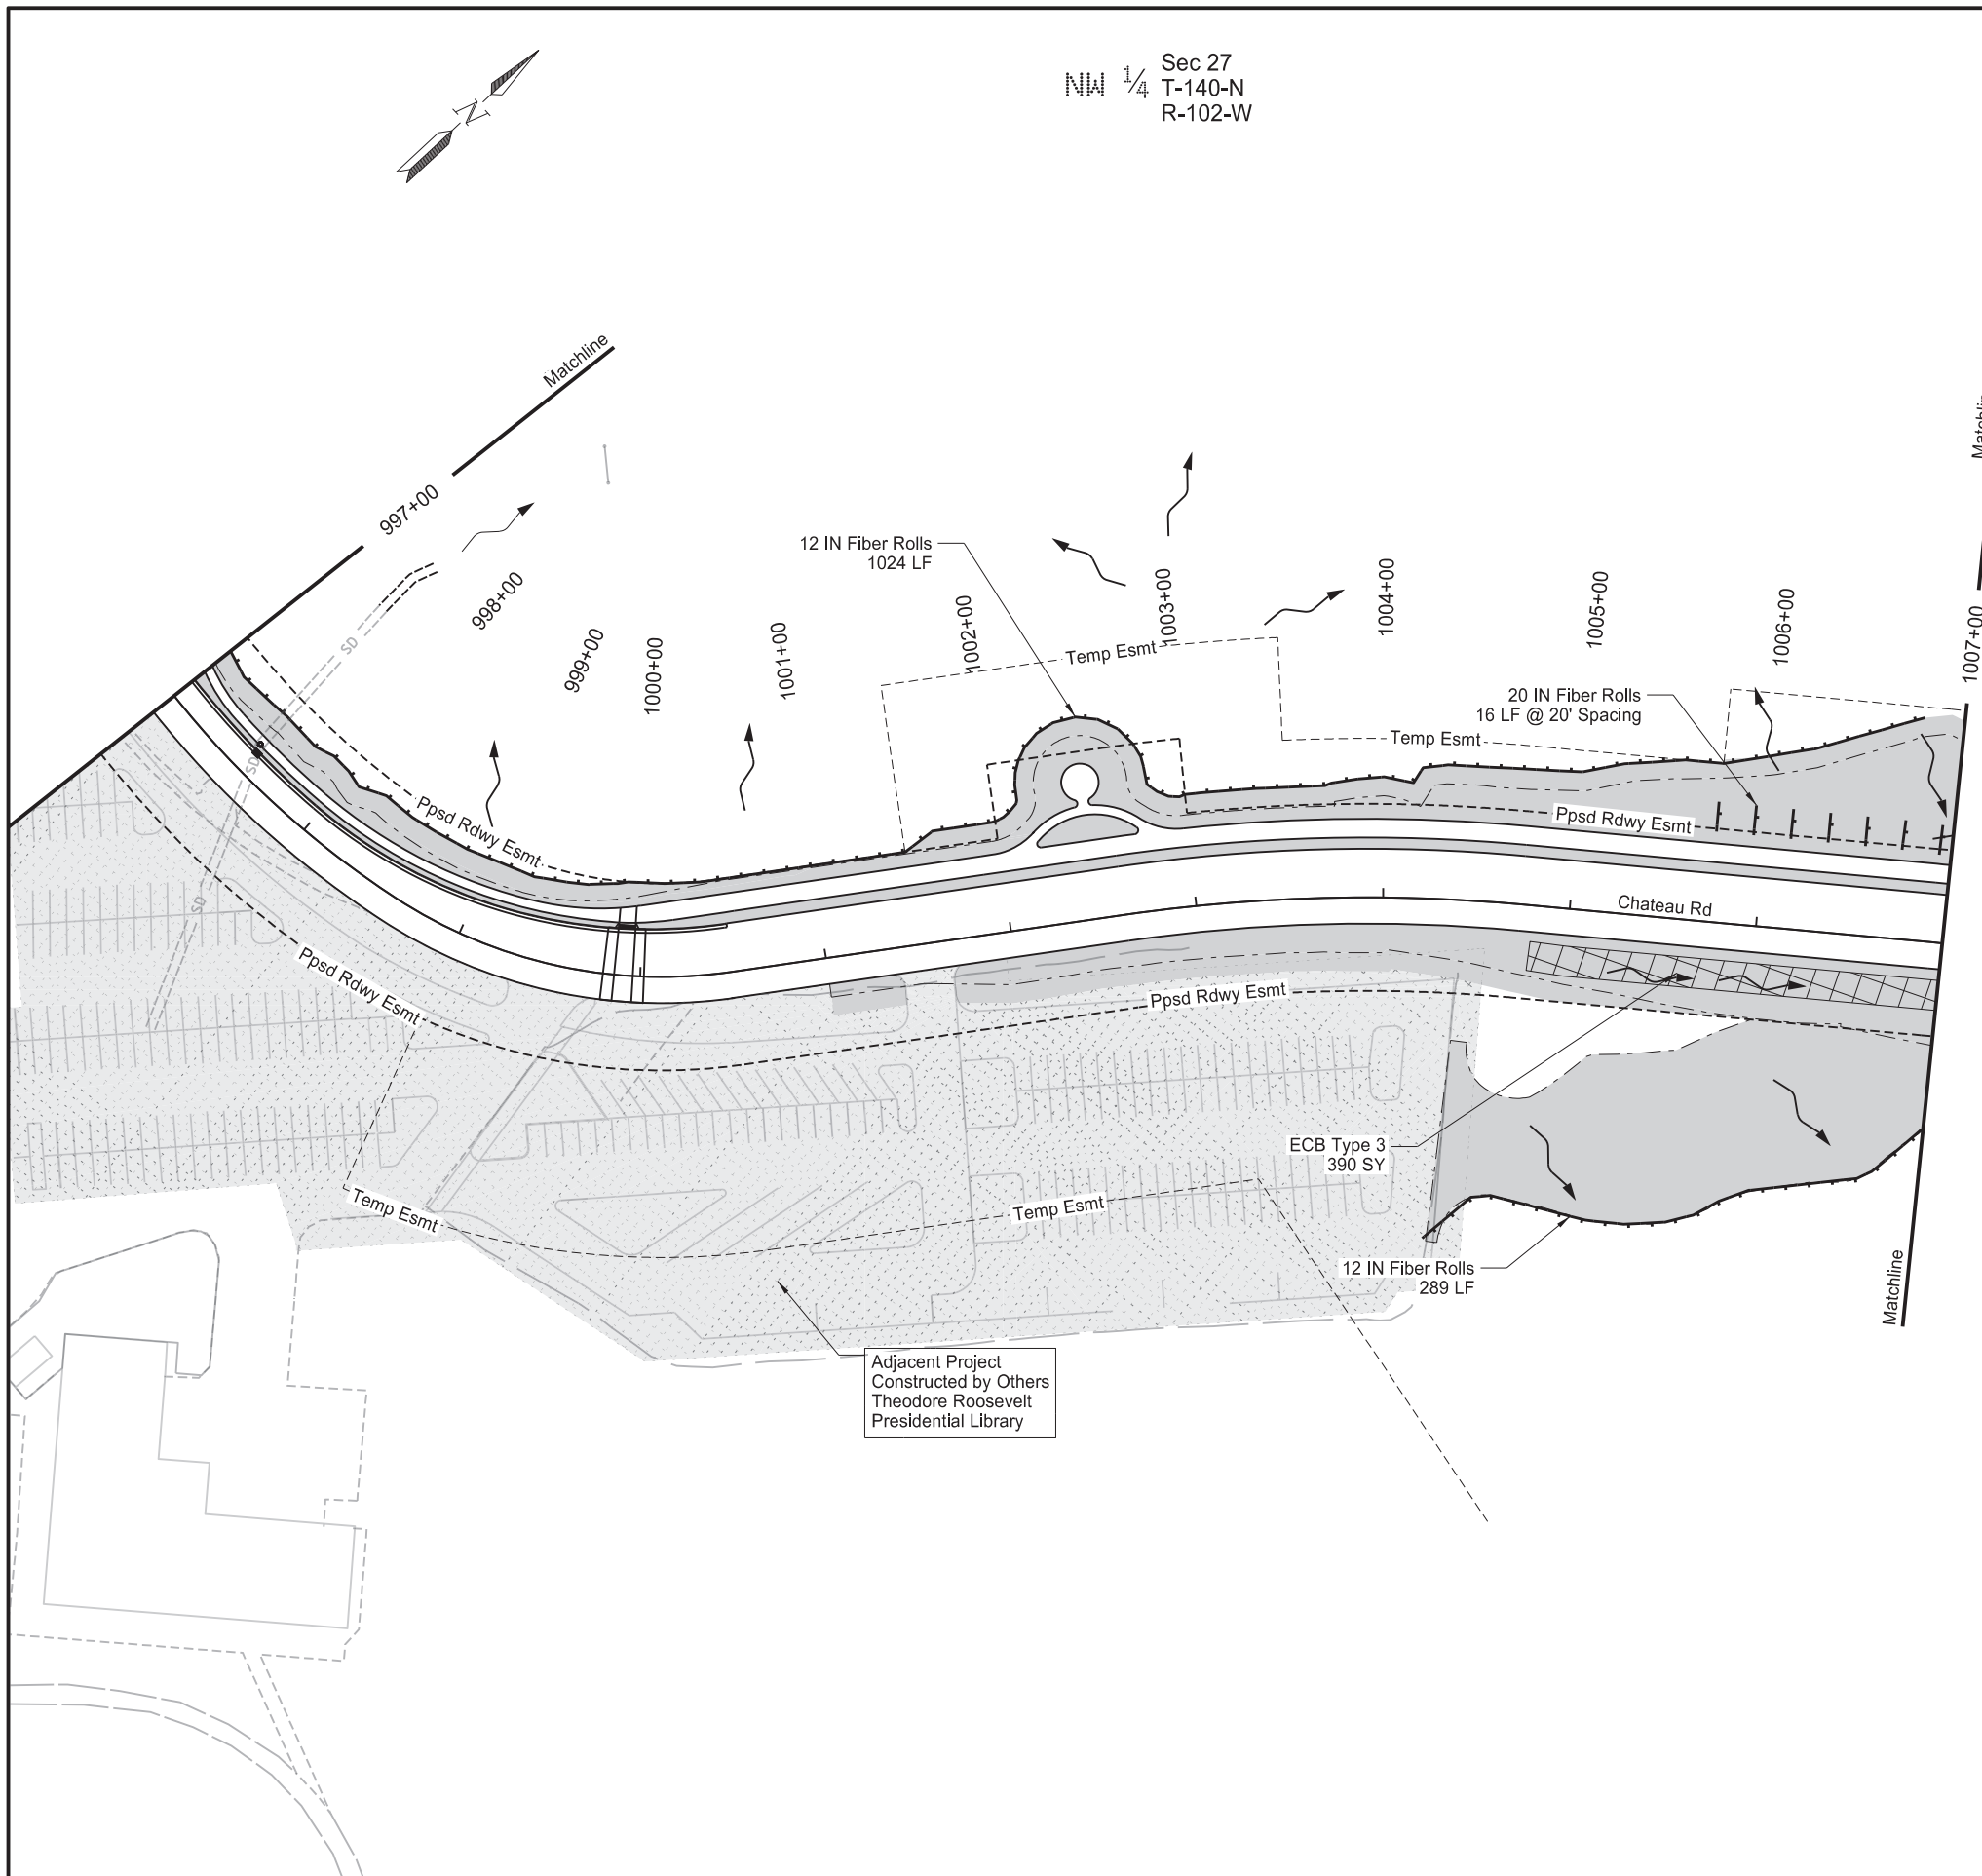 N
NW 1/4
Sec 27
T-140-N
R-102-W
Matchline
997+00
998+00
999+00
1000+00
1001+00
1002+00
1003+00
1004+00
1005+00
1006+00
1007+00
12 IN Fiber Rolls
1024 LF
Temp Esmt
Temp Esmt
20 IN Fiber Rolls
16 LF @ 20' Spacing
SD
SD
SD
Ppsd Rdwy Esmt
Ppsd Rdwy Esmt
Chateau Rd
Ppsd Rdwy Esmt
Ppsd Rdwy Esmt
ECB Type 3
390 SY
Temp Esmt
Temp Esmt
12 IN Fiber Rolls
289 LF
Matchline
Adjacent Project
Constructed by Others
Theodore Roosevelt
Presidential Library